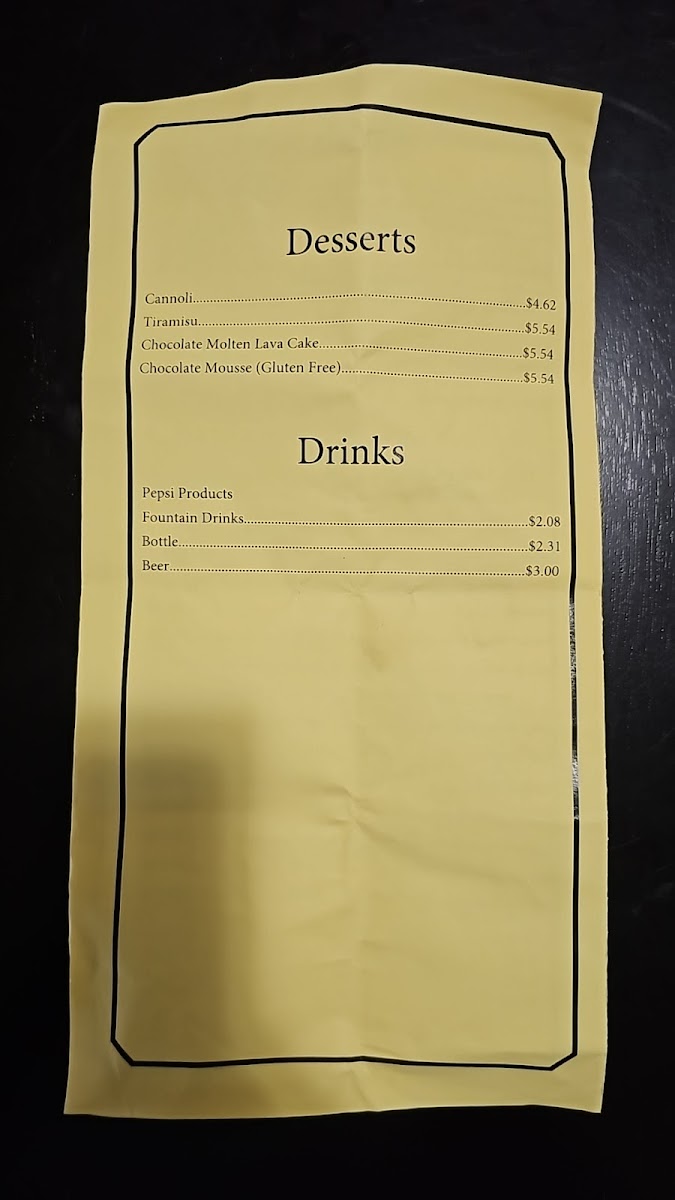 Desserts
Cannoli..........$4.62
Tiramisu..........$5.54
Chocolate Molten Lava Cake..........$5.54
Chocolate Mousse (Gluten Free)..........$5.54
Drinks
Pepsi Products
Fountain Drinks..........$2.08
Bottle..........$2.31
Beer..........$3.00